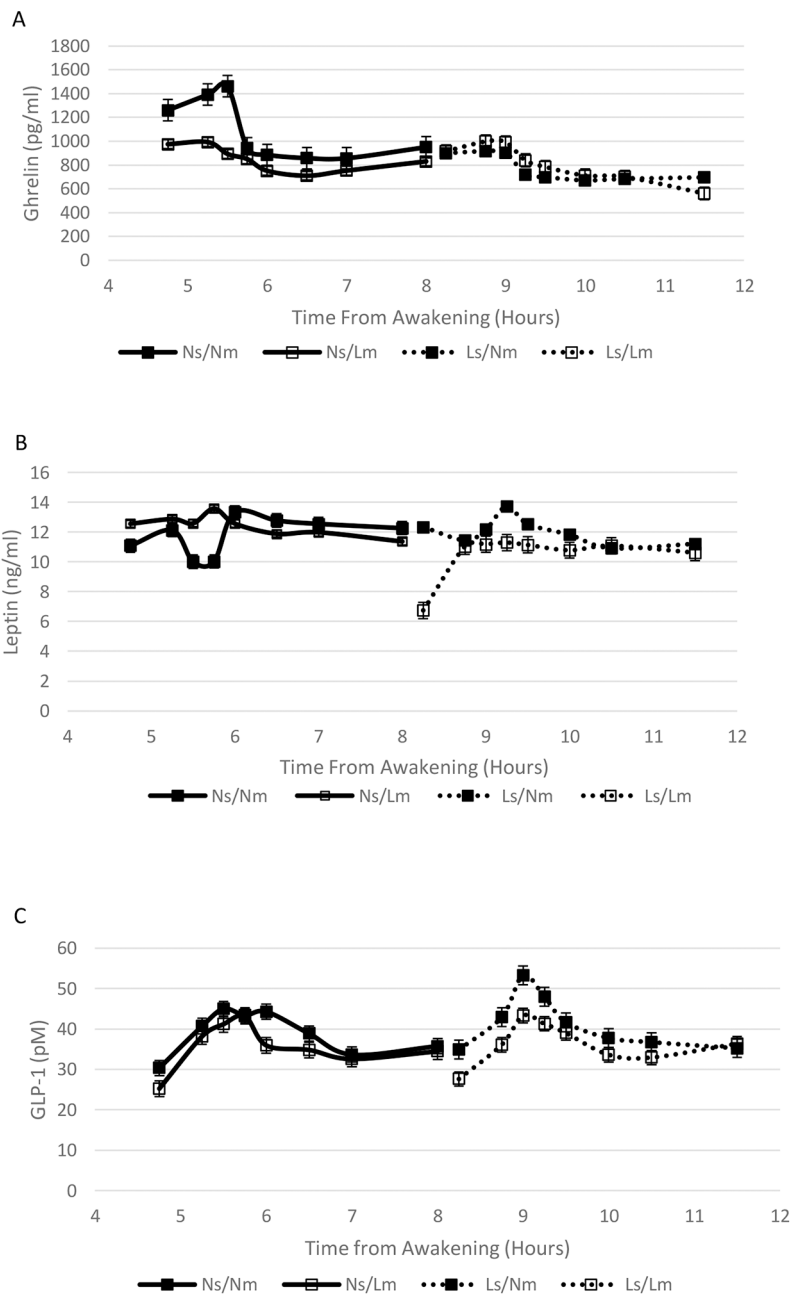 A
1800
1600
1400
1200
1000
800
600
400
200
0
Ghrelin (pg/ml)
4 5 6 7 8 9 10 11 12
Time From Awakening (Hours)
Ns/Nm Ns/Lm Ls/Nm Ls/Lm
B
16
14
12
10
8
6
4
2
0
Leptin (ng/ml)
4 5 6 7 8 9 10 11 12
Time From Awakening (Hours)
Ns/Nm Ns/Lm Ls/Nm Ls/Lm
C
60
50
40
30
20
10
0
GLP-1 (pM)
4 5 6 7 8 9 10 11 12
Time from Awakening (Hours)
Ns/Nm Ns/Lm Ls/Nm Ls/Lm